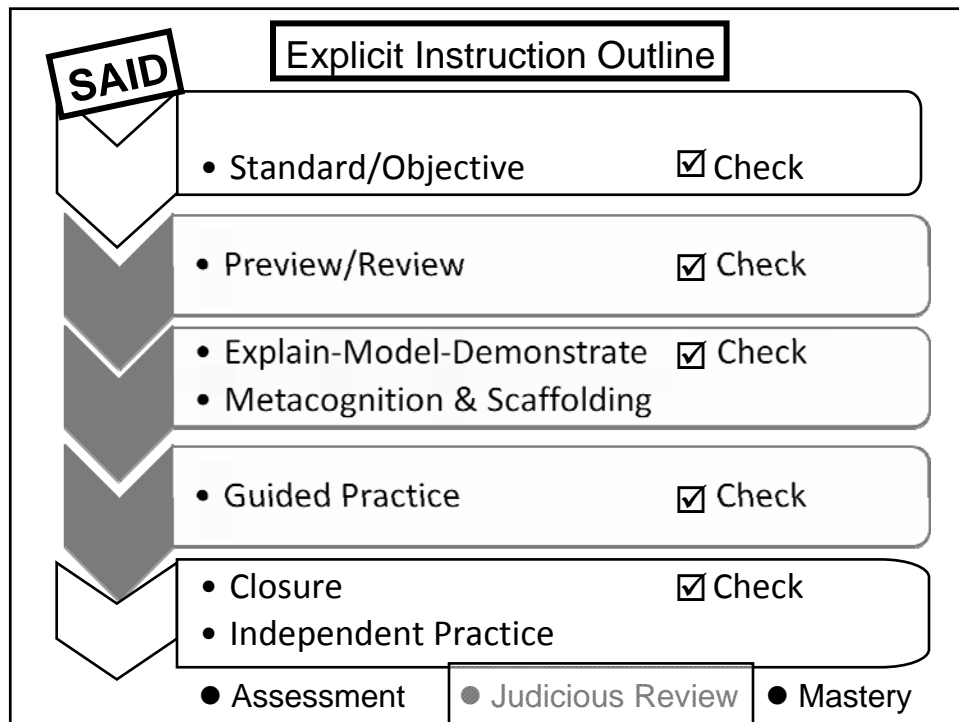 SAID
Explicit Instruction Outline
• Standard/Objective ☑ Check
• Preview/Review ☑ Check
• Explain-Model-Demonstrate ☑ Check
• Metacognition & Scaffolding
• Guided Practice ☑ Check
• Closure ☑ Check
• Independent Practice
● Assessment ● Judicious Review ● Mastery